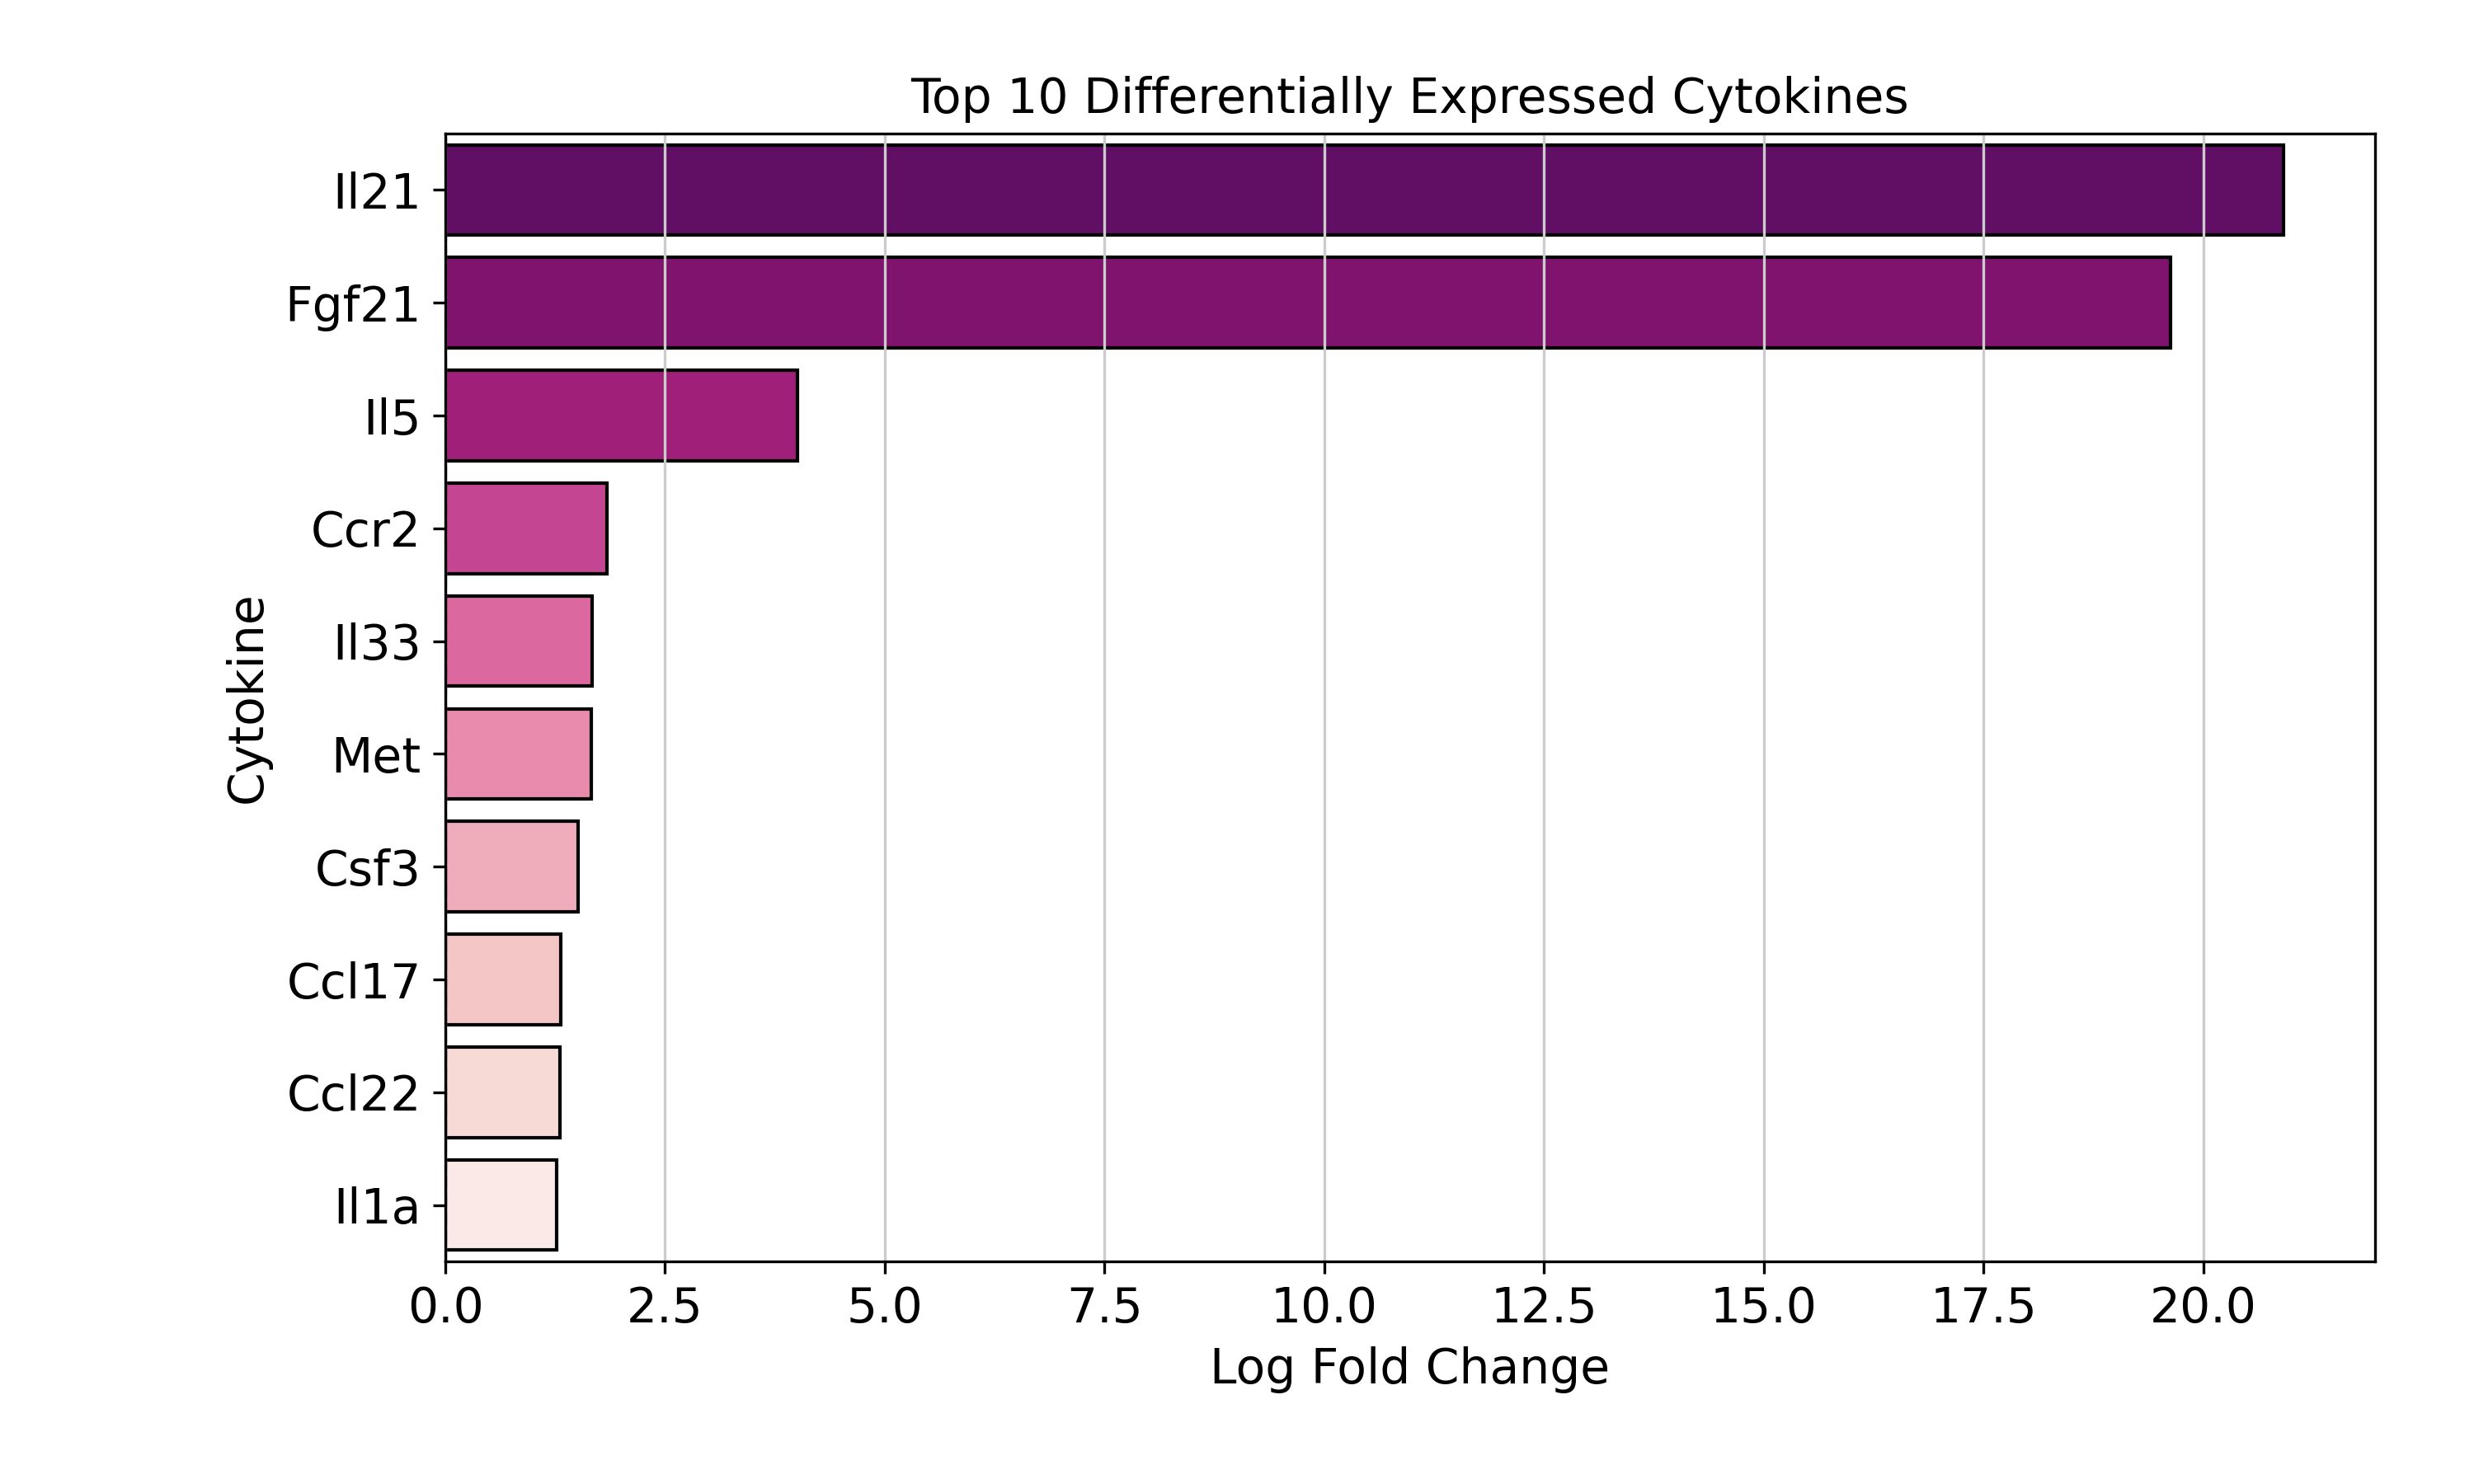 Top 10 Differentially Expressed Cytokines
Cytokine
Il21
Fgf21
Il5
Ccr2
Il33
Met
Csf3
Ccl17
Ccl22
Il1a
0.0 2.5 5.0 7.5 10.0 12.5 15.0 17.5 20.0
Log Fold Change